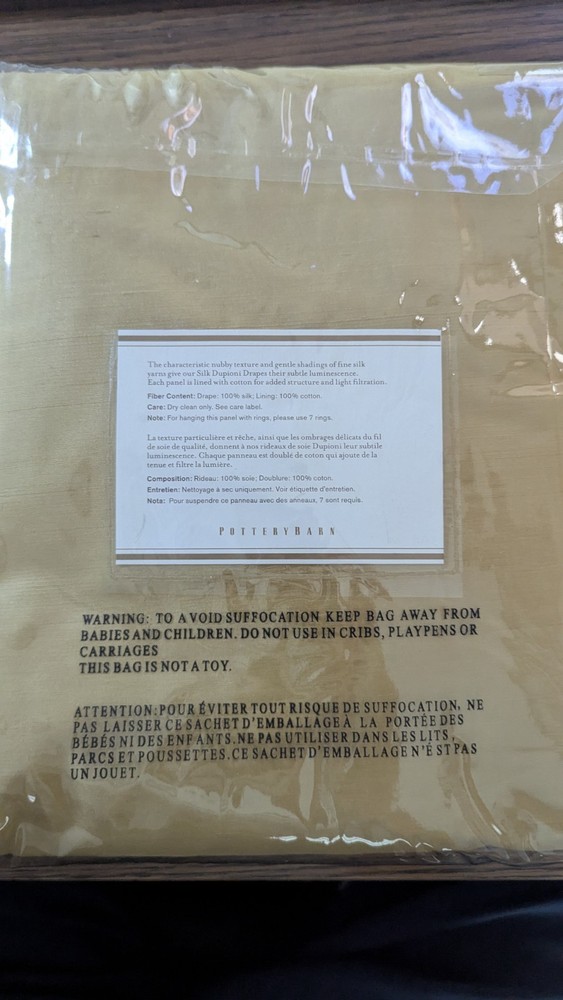 The characteristic nubby texture and gentle shadings of fine silk
yarns give our Silk Dupioni Drapes their subtle luminescence.
Each panel is lined with cotton for added structure and light filtration.
Fiber Content: Drape: 100% silk; Lining: 100% cotton.
Care: Dry clean only. See care label.
Note: For hanging this panel with rings, please use 7 rings.
La texture particulière et rêche, ainsi que les ombrages délicats du fil
de soie de qualité, donnent à nos rideaux de soie Dupioni leur subtile
luminescence. Chaque panneau est doublé de coton qui ajoute de la
tenue et filtre la lumière.
Composition: Rideau: 100% soie; Doublure: 100% coton.
Entretien: Nettoyage à sec uniquement. Voir étiquette d'entretien.
Note: Pour suspendre ce panneau avec des anneaux, 7 sont requis.
POTTERY BARN
WARNING: TO AVOID SUFFOCATION KEEP BAG AWAY FROM
BABIES AND CHILDREN. DO NOT USE IN CRIBS, PLAYPENS OR
CARRIAGES
THIS BAG IS NOT A TOY.
ATTENTION:POUR ÉVITER TOUT RISQUE DE SUFFOCATION, NE
PAS LAISSER CE SACHET D'EMBALLAGE À LA PORTÉE DES
BÉBÉS NI DES ENFANTS.NE PAS UTILISER DANS LES LITS,
PARCS ET POUSSETTES.CE SACHET D'EMBALLAGE N'ÉST PAS
UN JOUET.